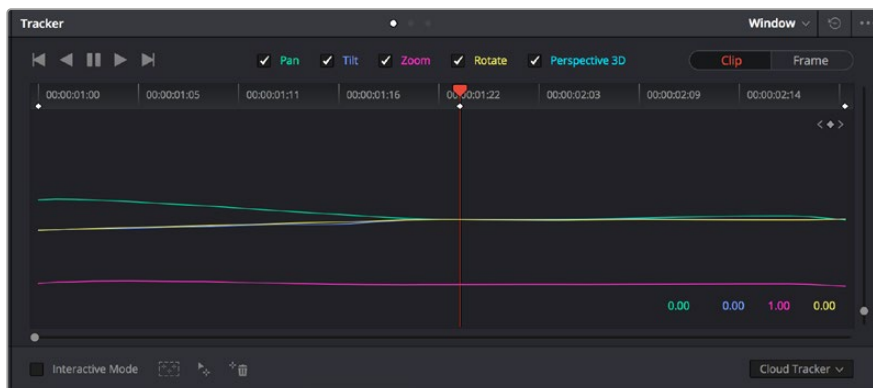 Tracker Window
Pan Tilt Zoom Rotate Perspective 3D Clip Frame
00:00:01:00 00:00:01:05 00:00:01:11 00:00:01:16 00:00:01:22 00:00:02:03 00:00:02:09 00:00:02:14
0.00 0.00 1.00 0.00
Interactive Mode Cloud Tracker